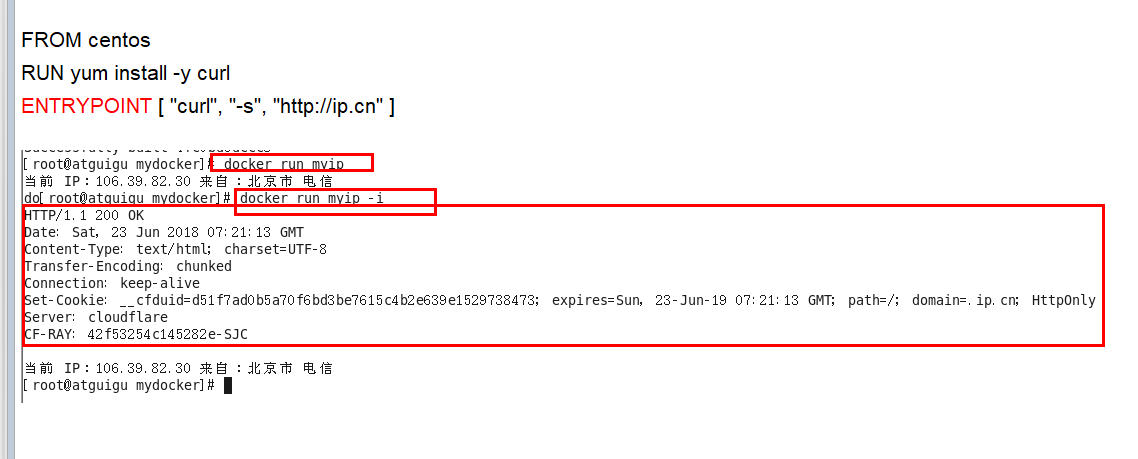 FROM centos
RUN yum install -y curl
ENTRYPOINT [ "curl", "-s", "http://ip.cn" ]
[root@atguigu mydocker]# docker run myip
当前 IP：106.39.82.30 来自：北京市 电信
do[root@atguigu mydocker]# docker run myip -i
HTTP/1.1 200 OK
Date: Sat, 23 Jun 2018 07:21:13 GMT
Content-Type: text/html; charset=UTF-8
Transfer-Encoding: chunked
Connection: keep-alive
Set-Cookie: __cfduid=d51f7ad0b5a70f6bd3be7615c4b2e639e1529738473; expires=Sun, 23-Jun-19 07:21:13 GMT; path=/; domain=.ip.cn; HttpOnly
Server: cloudflare
CF-RAY: 42f53254c145282e-SJC
当前 IP：106.39.82.30 来自：北京市 电信
[root@atguigu mydocker]#